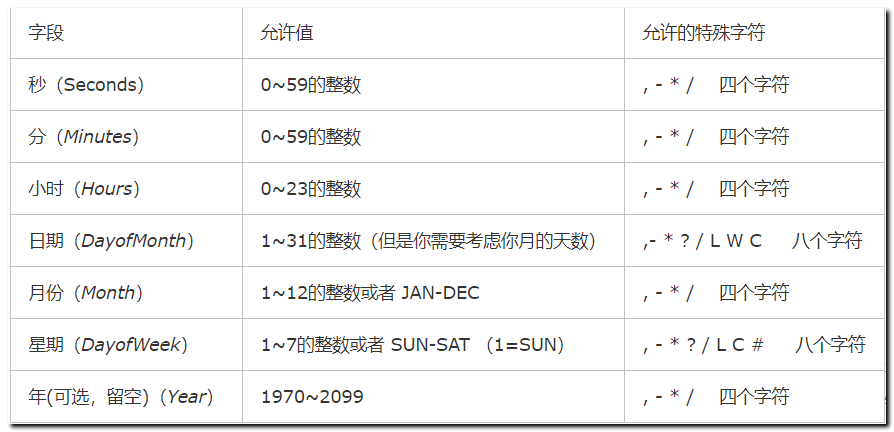 字段 允许值 允许的特殊字符
秒（Seconds） 0~59的整数 , - * / 四个字符
分（Minutes） 0~59的整数 , - * / 四个字符
小时（Hours） 0~23的整数 , - * / 四个字符
日期（DayofMonth） 1~31的整数（但是你需要考虑你月的天数） ,- * ? / L W C 八个字符
月份（Month） 1~12的整数或者 JAN-DEC , - * / 四个字符
星期（DayofWeek） 1~7的整数或者 SUN-SAT （1=SUN） , - * ? / L C # 八个字符
年(可选，留空)（Year） 1970~2099 , - * / 四个字符